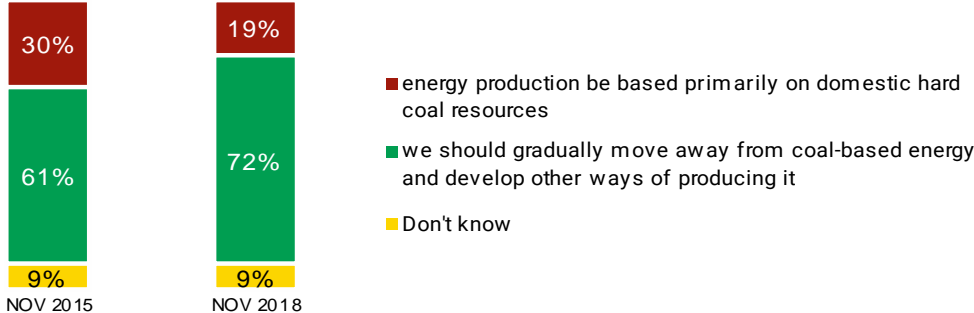 30%
19%
61%
72%
9%
9%
NOV 2015
NOV 2018
energy production be based primarily on domestic hard
coal resources
we should gradually move away from coal-based energy
and develop other ways of producing it
Don't know